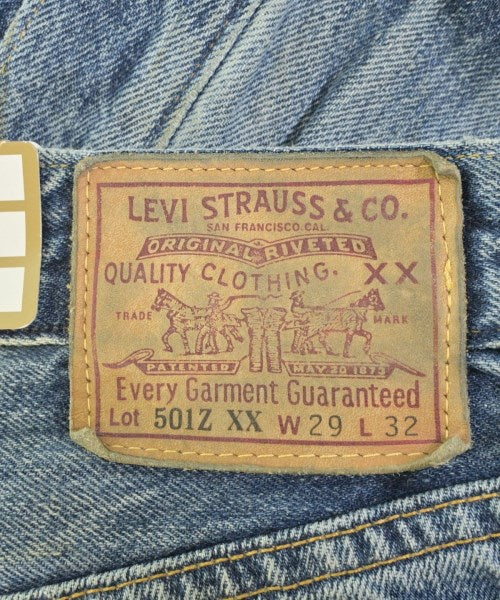 LEVI STRAUSS & CO.
SAN FRANCISCO CAL.
ORIGINAL RIVETED
QUALITY CLOTHING. XX
TRADE MARK
PATENTED MAY 20 1873
Every Garment Guaranteed
Lot 501Z XX W 29 L 32